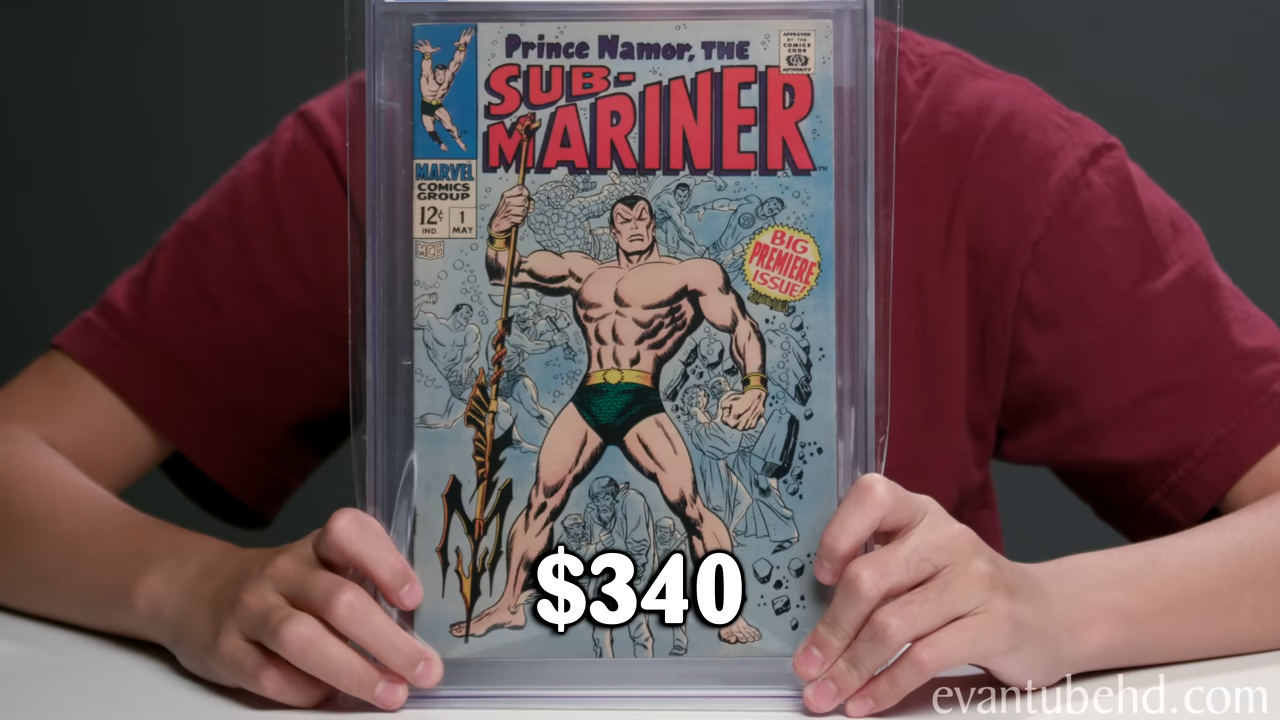 Prince Namor, THE
SUB-
MARINER
APPROVED
BY THE
COMICS
CODE
AUTHORITY
MARVEL
COMICS
GROUP
12¢
IND.
1
MAY
MCG
BIG
PREMIERE
ISSUE!
$340
evantubehd.com